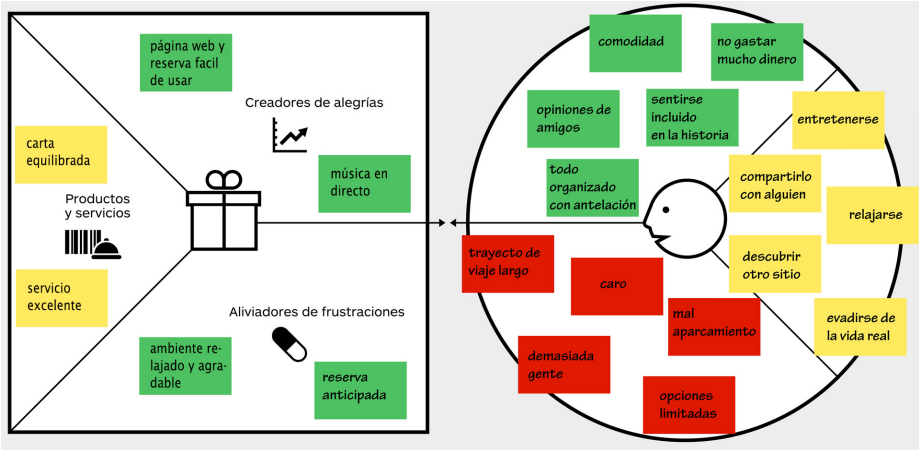 página web y
reserva facil
de usar
Creadores de alegrías
música en
directo
carta
equilibrada
Productos
y servicios
servicio
excelente
Aliviadores de frustraciones
ambiente re-
lajado y agra-
dable
reserva
anticipada
comodidad
no gastar
mucho dinero
opiniones de
amigos
sentirse
incluido
en la historia
todo
organizado
con antelación
entretenerse
compartirlo
con alguien
relajarse
descubrir
otro sitio
evadirse de
la vida real
trayecto de
viaje largo
caro
mal
aparcamiento
demasiada
gente
opciones
limitadas